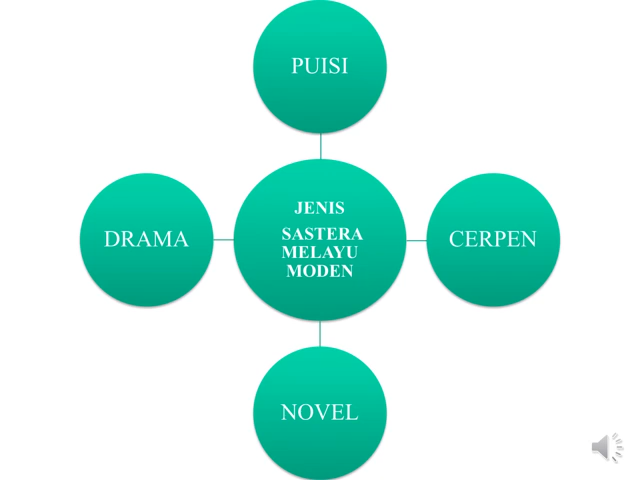 PUISI
DRAMA
JENIS
SASTERA
MELAYU
MODEN
CERPEN
NOVEL